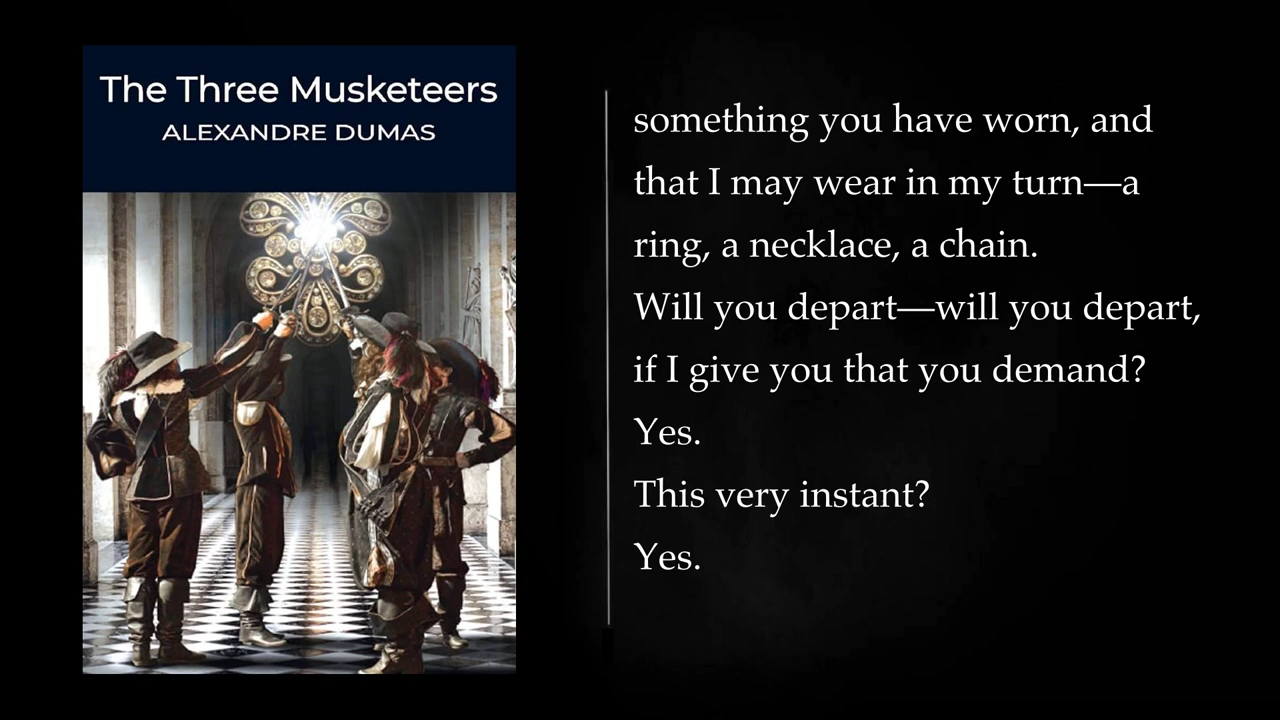 The Three Musketeers
ALEXANDRE DUMAS
something you have worn, and
that I may wear in my turn—a
ring, a necklace, a chain.
Will you depart—will you depart,
if I give you that you demand?
Yes.
This very instant?
Yes.